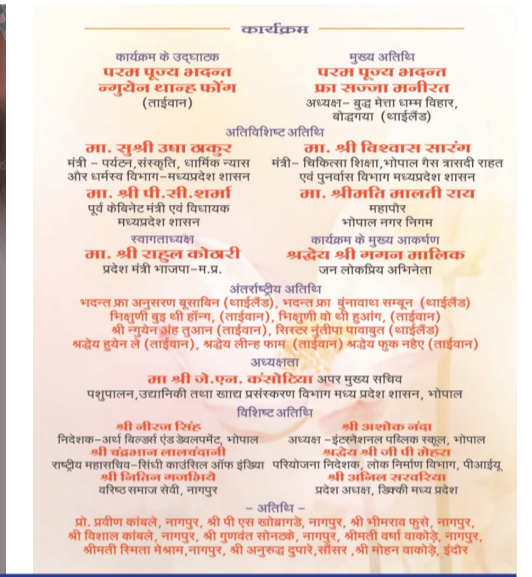 कार्यक्रम
कार्यक्रम के उद्घाटक
परम पूज्य भदन्त
न्गुयेन थान्ह फोंग
(ताईवान)
मुख्य अतिथि
परम पूज्य भदन्त
फ्रा सज्जा मनीरत
अध्यक्ष- बुद्ध मेत्ता धम्म विहार,
बोद्धगया (थाईलैंड)
अतिविशिष्ट अतिथि
मा. सुश्री उषा ठाकुर
मंत्री - पर्यटन,संस्कृति, धार्मिक न्यास
और धर्मस्व विभाग-मध्यप्रदेश शासन
मा. श्री विश्वास सारंग
मंत्री- चिकित्सा शिक्षा,भोपाल गैस त्रासदी राहत
एवं पुनर्वास विभाग मध्यप्रदेश शासन
मा. श्री पी.सी.शर्मा
पूर्व केबिनेट मंत्री एवं विधायक
मध्यप्रदेश शासन
मा. श्रीमति मालती राय
महापौर
भोपाल नगर निगम
स्वागताध्यक्ष
मा. श्री राहुल कोठारी
प्रदेश मंत्री भाजपा-म.प्र.
कार्यक्रम के मुख्य आकर्षण
श्रद्धेय श्री गगन मालिक
जन लोकप्रिय अभिनेता
अंतर्राष्ट्रीय अतिथि
भदन्त फ्रा अनुसरण बूसाबिन (थाईलैंड), भदन्त फ्रा बुंनावाथ सम्बून (थाईलैंड)
भिक्षुणी बुइ थी हॉन्ग, (ताईवान), भिक्षुणी वो थी हुआंग, (ताईवान)
श्री न्गुयेन अंह तुआन (ताईवान), सिस्टर नुंतीपा पावाबुत (थाईलैंड)
श्रद्धेय हुयेन ले (ताईवान), श्रद्धेय लीन्ह फाम (ताईवान) श्रद्धेय फुक नहैए (ताईवान)
अध्यक्षता
मा श्री जे.एन. कंसोटिया अपर मुख्य सचिव
पशुपालन,उद्यानिकी तथा खाद्य प्रसंस्करण विभाग मध्य प्रदेश शासन, भोपाल
विशिष्ट अतिथि
श्री नीरज सिंह
निदेशक-अर्थ बिल्डर्स एंड डेवलपमेंट, भोपाल
श्री अशोक नंदा
अध्यक्ष -इंटरनेशनल पब्लिक स्कूल, भोपाल
श्री चंद्रभान लालचंदानी
राष्ट्रीय महासचिव-सिंधी काउंसिल ऑफ इंडिया
श्रद्धेय श्री जी पी मेहरा
परियोजना निदेशक, लोक निर्माण विभाग, पीआईयू
श्री नितिन गजभिये
वरिष्ठ समाज सेवी, नागपुर
श्री अनिल सरवरिया
प्रदेश अधक्ष, डिक्की मध्य प्रदेश
- अतिथि -
प्रो. प्रवीण कांबले, नागपुर, श्री पी एस खोब्रागडे, नागपुर, श्री भीमराव फुसे, नागपुर,
श्री विशाल कांबले, नागपुर, श्री गुणवंत सोनटक्के, नागपुर, श्रीमती वर्षा वाकोडे, नागपुर,
श्रीमती स्मिता मेश्राम,नागपुर, श्री अनुरुद्ध दुपारे,सौंसर ,श्री मोहन वाकोडे, इंदौर